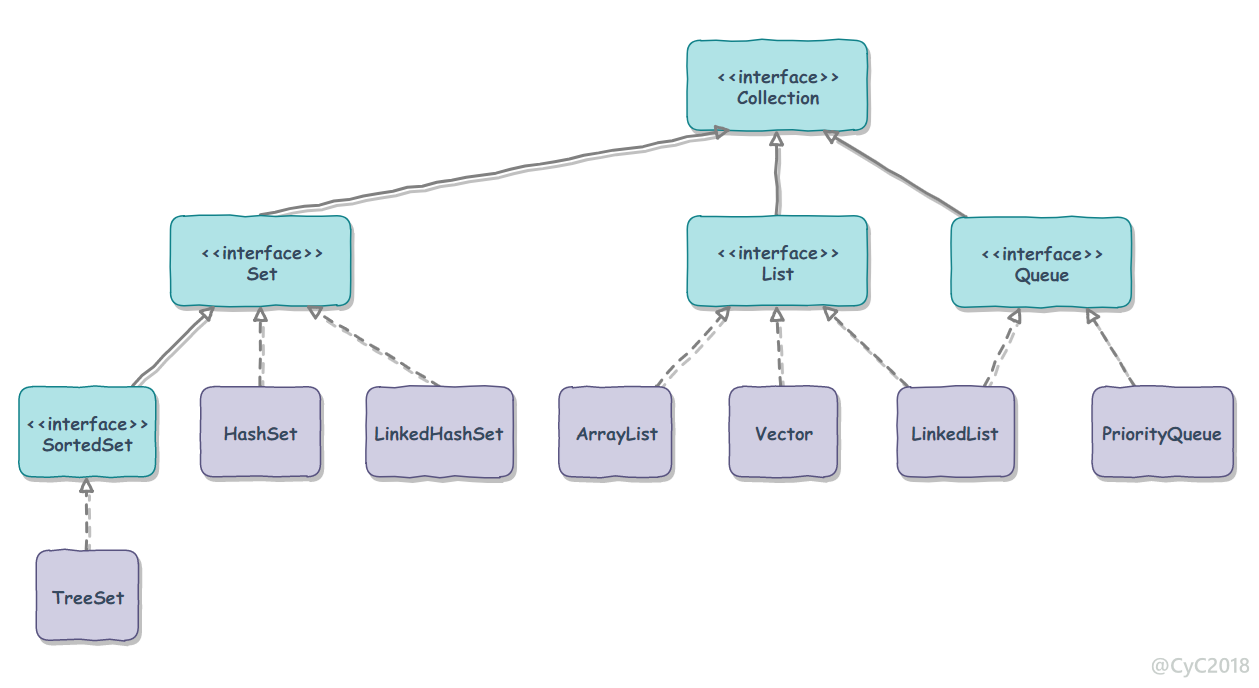 <<interface>>
Collection
<<interface>>
Set
<<interface>>
List
<<interface>>
Queue
<<interface>>
SortedSet
HashSet
LinkedHashSet
ArrayList
Vector
LinkedList
PriorityQueue
TreeSet
@CyC2018